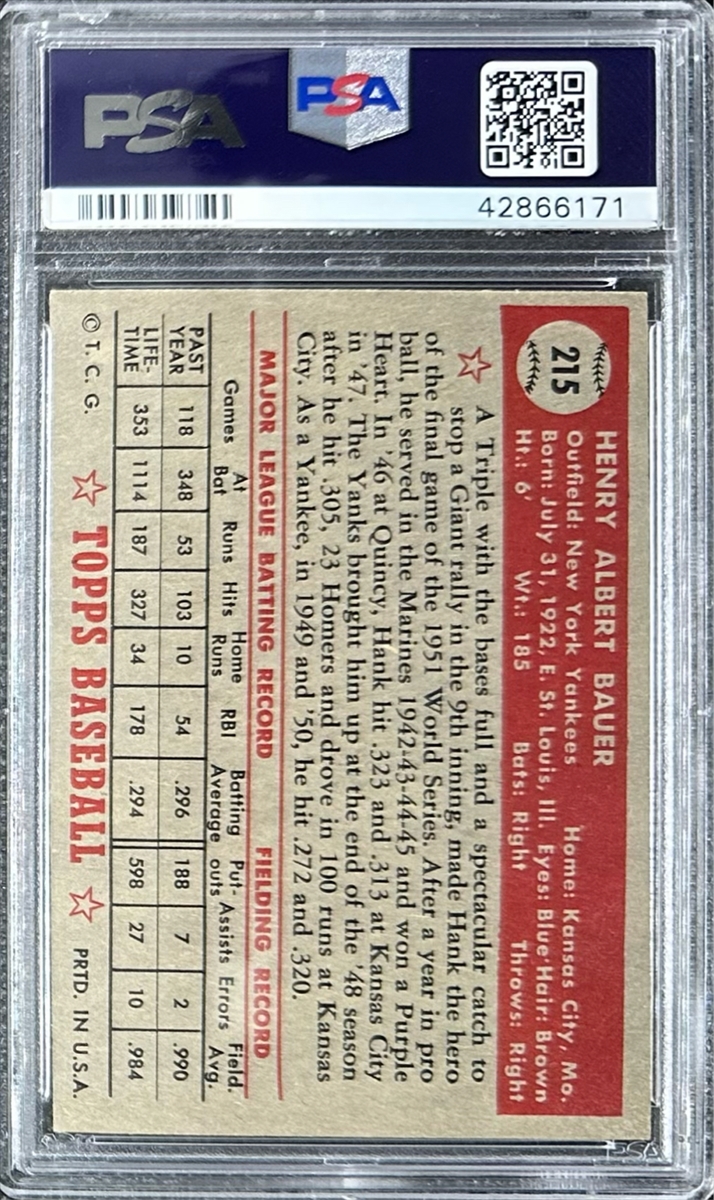 PSA
PSA
42866171
215
HENRY ALBERT BAUER
Outfield: New York Yankees Home: Kansas City, Mo.
Born: July 31, 1922, E. St. Louis, Ill. Eyes: Blue Hair: Brown
Ht.: 6' Wt.: 185 Bats: Right Throws: Right
A Triple with the bases full and a spectacular catch to
stop a Giant rally in the 9th inning, made Hank the hero
of the final game of the 1951 World Series. After a year in pro
ball, he served in the Marines 1942-43-44-45 and won a Purple
Heart. In '46 at Quincy, Hank hit .323 and .313 at Kansas City
in '47. The Yanks brought him up at the end of the '48 season
after he hit .305, 23 Homers and drove in 100 runs at Kansas
City. As a Yankee, in 1949 and '50, he hit .272 and .320.
MAJOR LEAGUE BATTING RECORD FIELDING RECORD
Games At Bat Runs Hits Home Runs RBI Batting Average Put-outs Assists Errors Field. Avg.
PAST YEAR 118 348 53 103 10 54 .296 188 7 2 .990
LIFE-TIME 353 1114 187 327 34 178 .294 598 27 10 .984
© T. C. G. TOPPS BASEBALL PRTD. IN U.S.A.
PSA